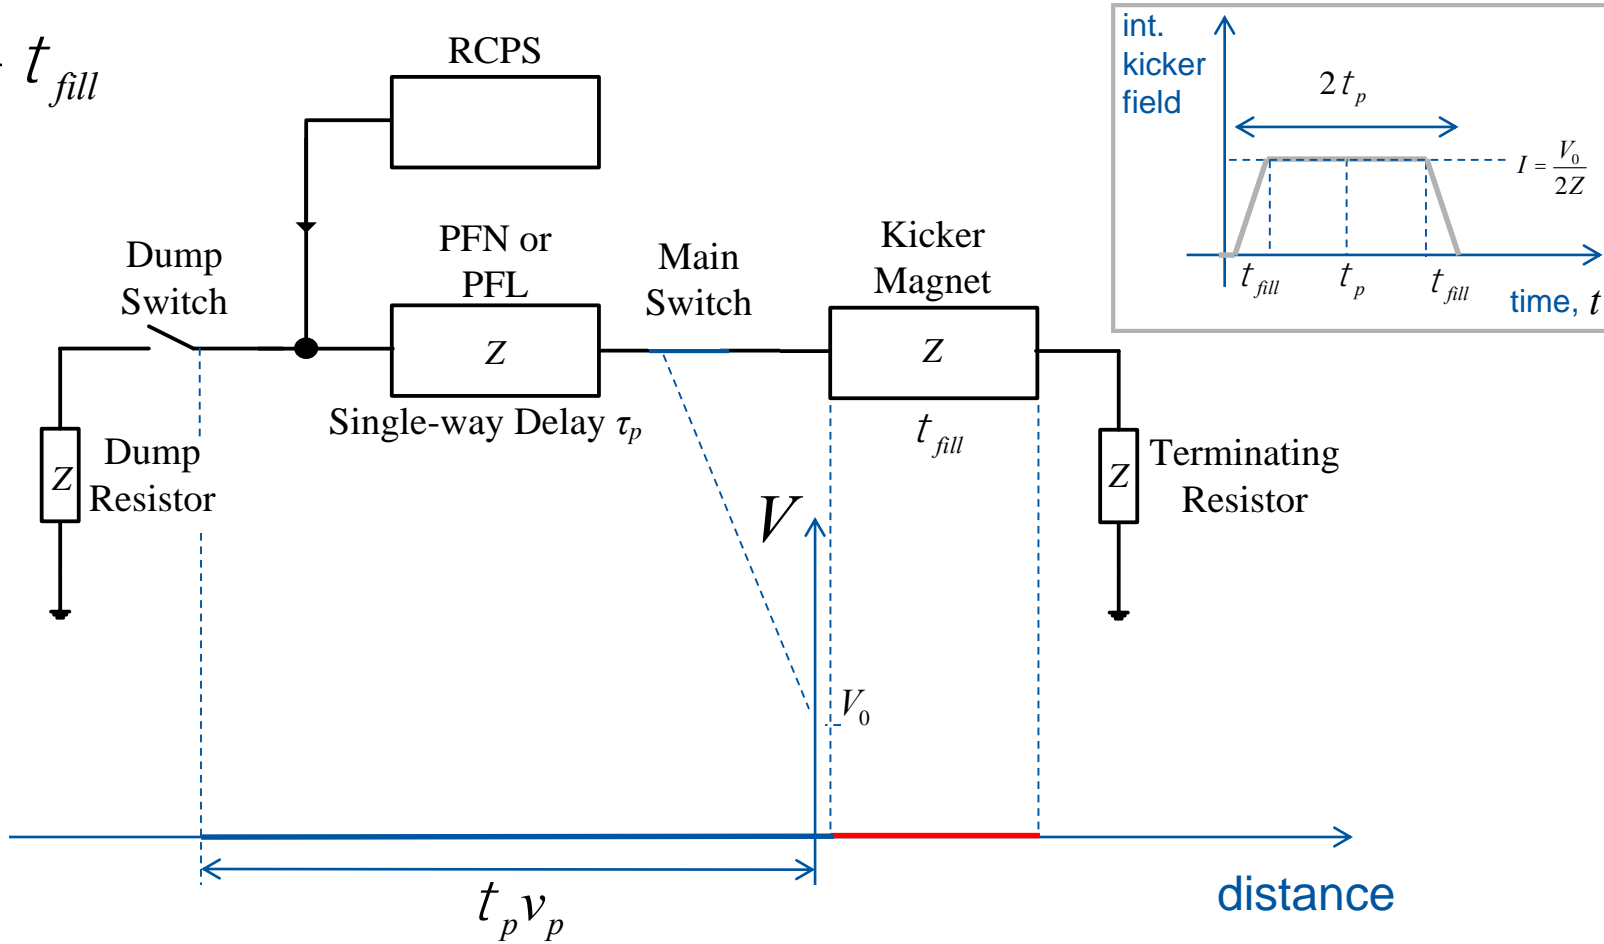 - t_fill
RCPS
Dump
Switch
PFN or
PFL
Main
Switch
Kicker
Magnet
Z
Z
Single-way Delay τ_p
t_fill
Z
Dump
Resistor
Z
Terminating
Resistor
V
V_0
t_p v_p
distance
int.
kicker
field
2t_p
I = V_0 / 2Z
t_fill
t_p
t_fill
time, t